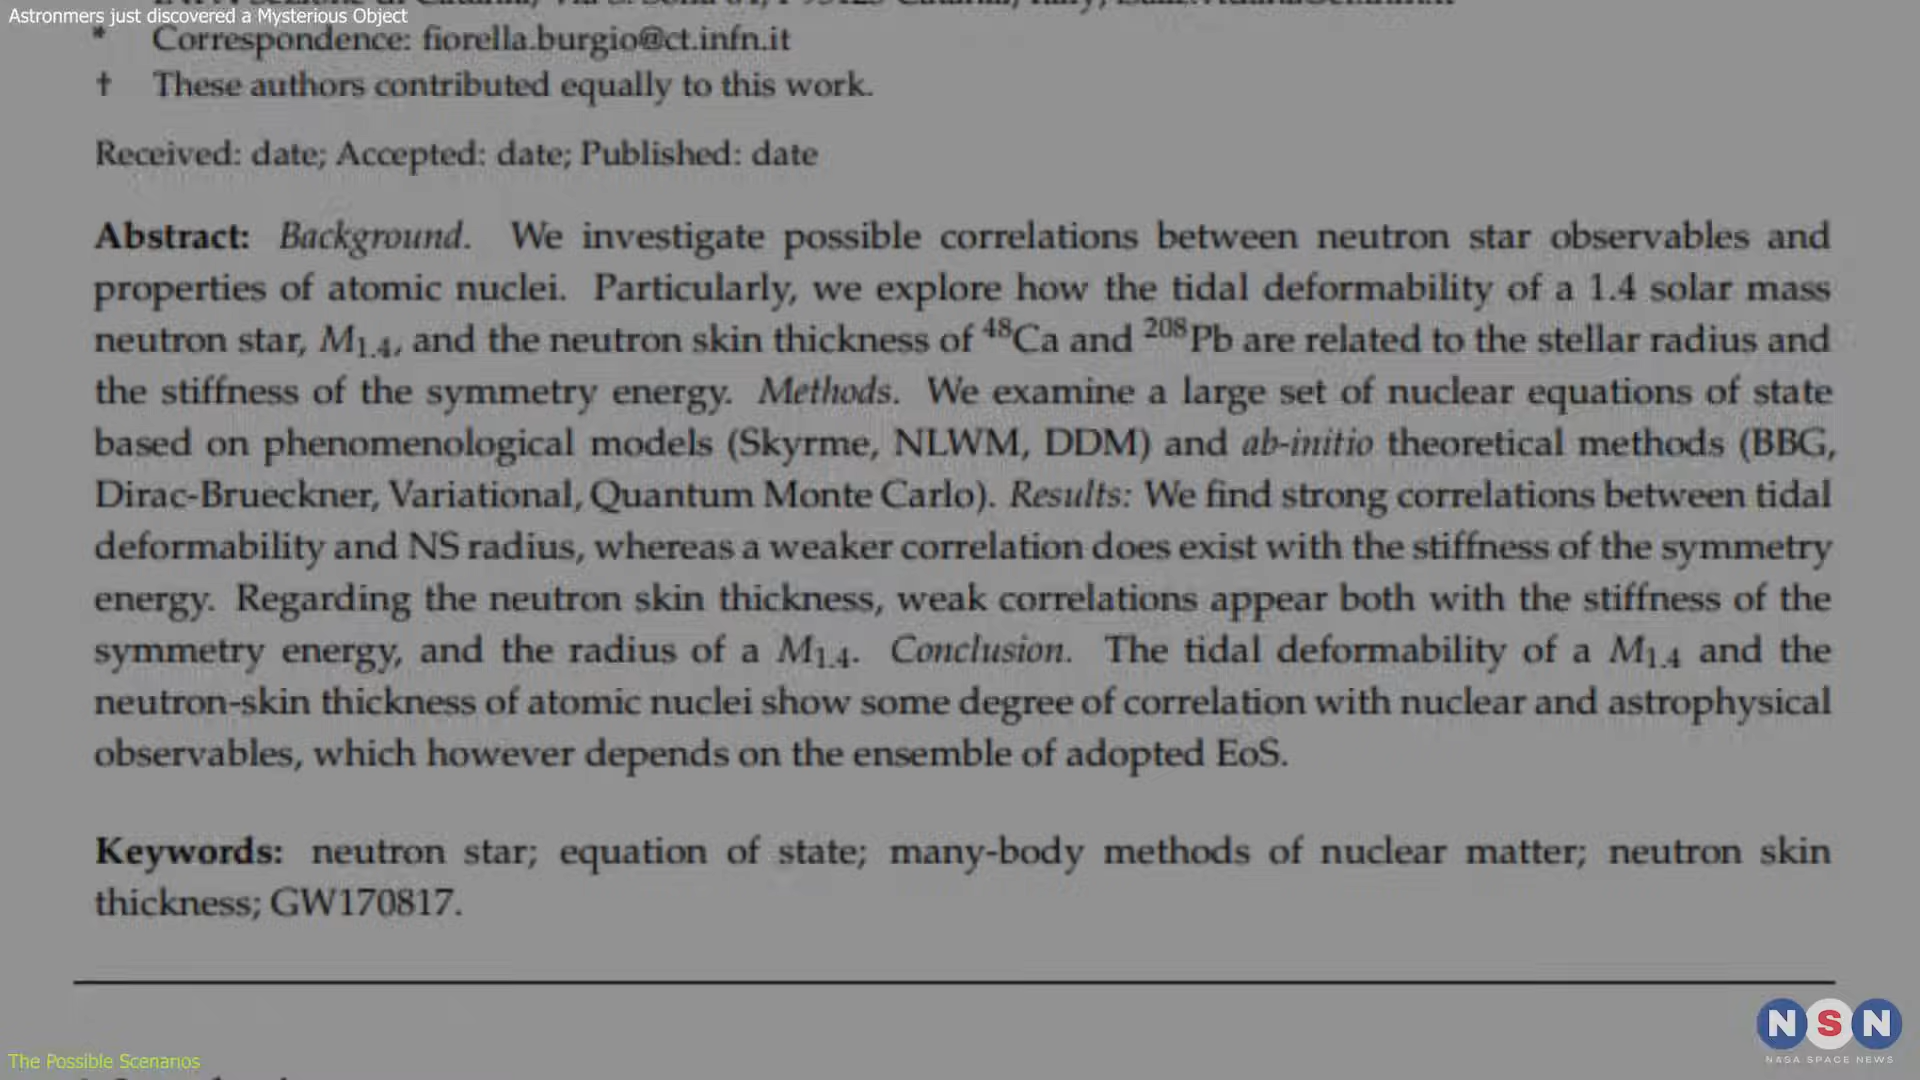 Astronmers just discovered a Mysterious Object
* Correspondence: fiorella.burgio@ct.infn.it
† These authors contributed equally to this work.
Received: date; Accepted: date; Published: date
Abstract: Background. We investigate possible correlations between neutron star observables and
properties of atomic nuclei. Particularly, we explore how the tidal deformability of a 1.4 solar mass
neutron star, M1.4, and the neutron skin thickness of ⁴⁸Ca and ²⁰⁸Pb are related to the stellar radius and
the stiffness of the symmetry energy. Methods. We examine a large set of nuclear equations of state
based on phenomenological models (Skyrme, NLWM, DDM) and ab-initio theoretical methods (BBG,
Dirac-Brueckner, Variational, Quantum Monte Carlo). Results: We find strong correlations between tidal
deformability and NS radius, whereas a weaker correlation does exist with the stiffness of the symmetry
energy. Regarding the neutron skin thickness, weak correlations appear both with the stiffness of the
symmetry energy, and the radius of a M1.4. Conclusion. The tidal deformability of a M1.4 and the
neutron-skin thickness of atomic nuclei show some degree of correlation with nuclear and astrophysical
observables, which however depends on the ensemble of adopted EoS.
Keywords: neutron star; equation of state; many-body methods of nuclear matter; neutron skin
thickness; GW170817.
NSN
NASA SPACE NEWS
The Possible Scenarios